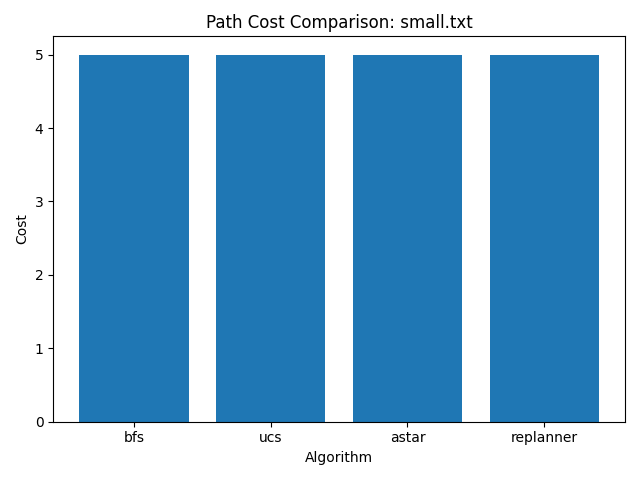 Path Cost Comparison: small.txt
5
4
3
2
1
0
Cost
bfs ucs astar replanner
Algorithm